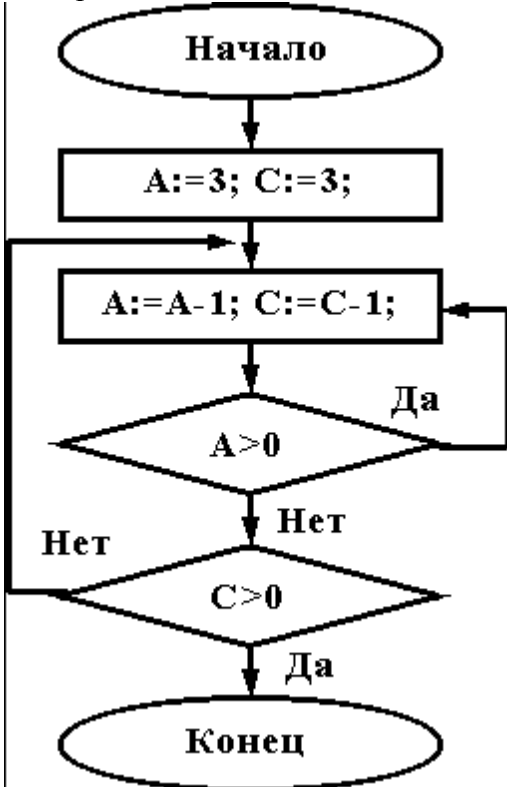 Начало
A:=3; C:=3;
A:=A-1; C:=C-1;
Да
A>0
Нет
Нет
C>0
Да
Конец